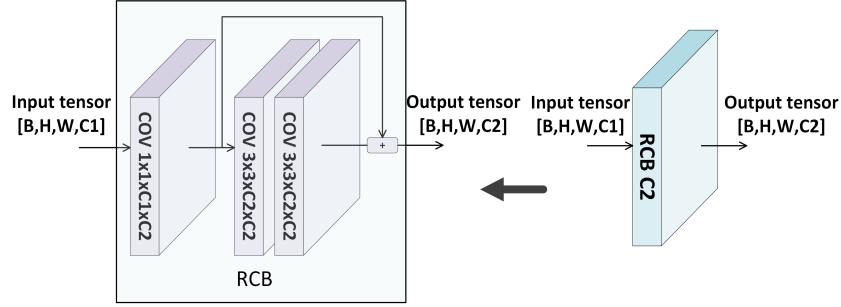 Input tensor
[B,H,W,C1]
COV 1x1xC1xC2
COV 3x3xC2xC2
COV 3x3xC2xC2
+
Output tensor
[B,H,W,C2]
RCB
Input tensor
[B,H,W,C1]
RCB C2
Output tensor
[B,H,W,C2]